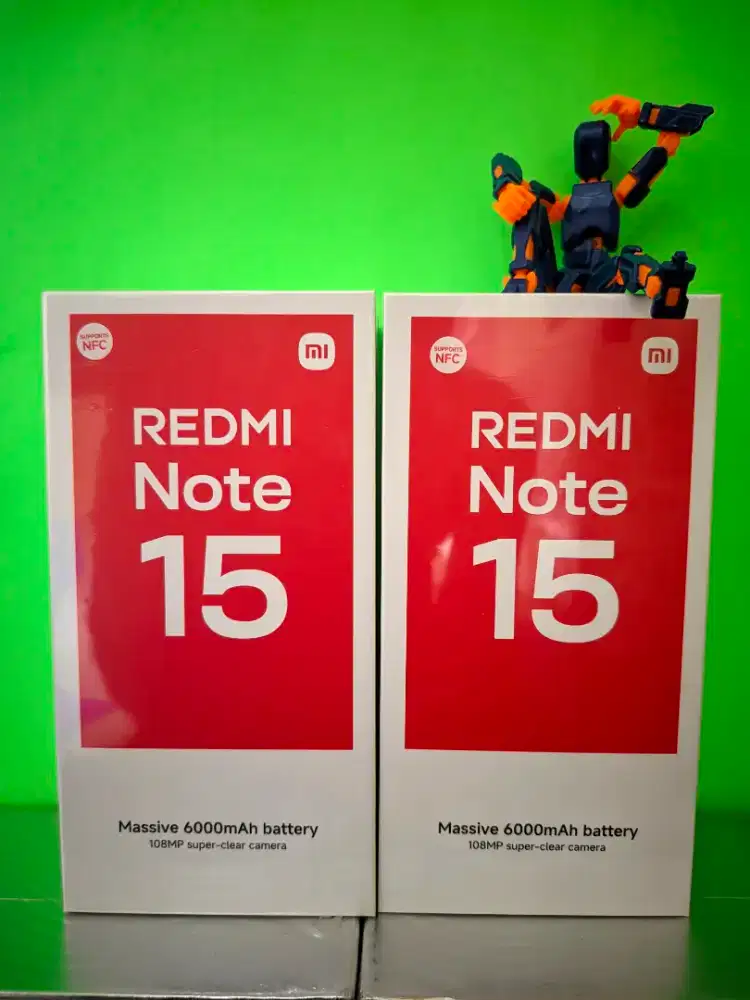 SUPPORTS
NFC
mi
REDMI
Note
15
Massive 6000mAh battery
108MP super-clear camera
SUPPORTS
NFC
mi
REDMI
Note
15
Massive 6000mAh battery
108MP super-clear camera